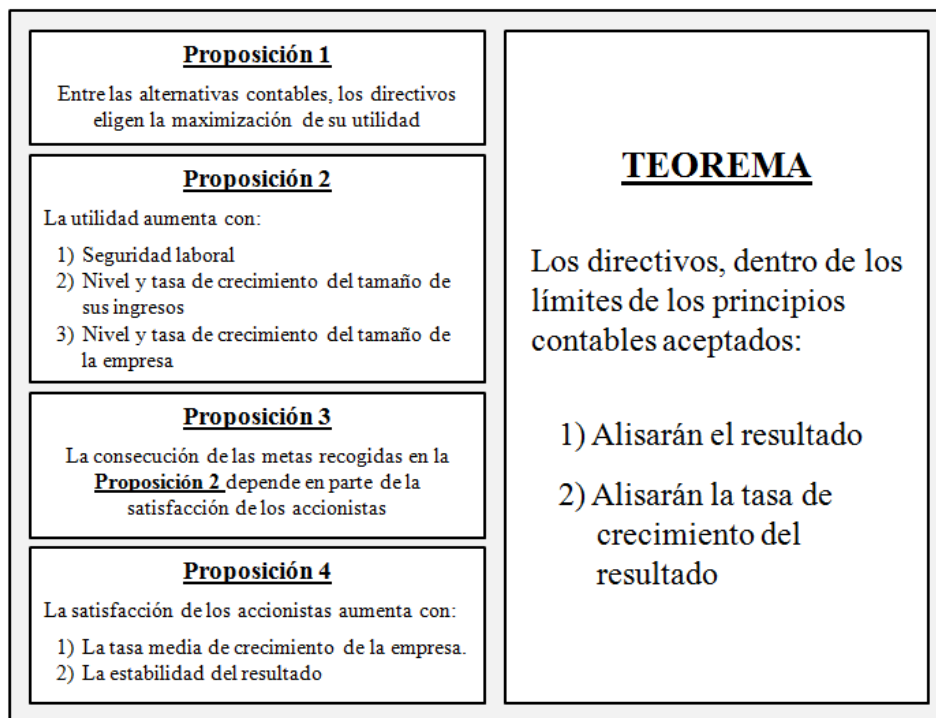 Proposición 1
Entre las alternativas contables, los directivos
eligen la maximización de su utilidad
Proposición 2
La utilidad aumenta con:
1) Seguridad laboral
2) Nivel y tasa de crecimiento del tamaño de
sus ingresos
3) Nivel y tasa de crecimiento del tamaño de
la empresa
Proposición 3
La consecución de las metas recogidas en la
Proposición 2 depende en parte de la
satisfacción de los accionistas
Proposición 4
La satisfacción de los accionistas aumenta con:
1) La tasa media de crecimiento de la empresa.
2) La estabilidad del resultado
TEOREMA
Los directivos, dentro de los
límites de los principios
contables aceptados:
1) Alisarán el resultado
2) Alisarán la tasa de
crecimiento del
resultado